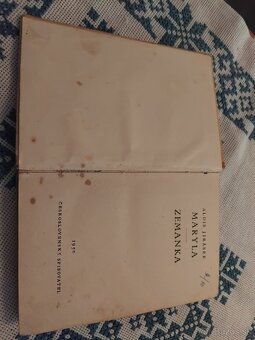 ALOIS JIRÁSEK
MARYLA
ZEMANKA
ČESKOSLOVENSKÝ SPISOVATEL